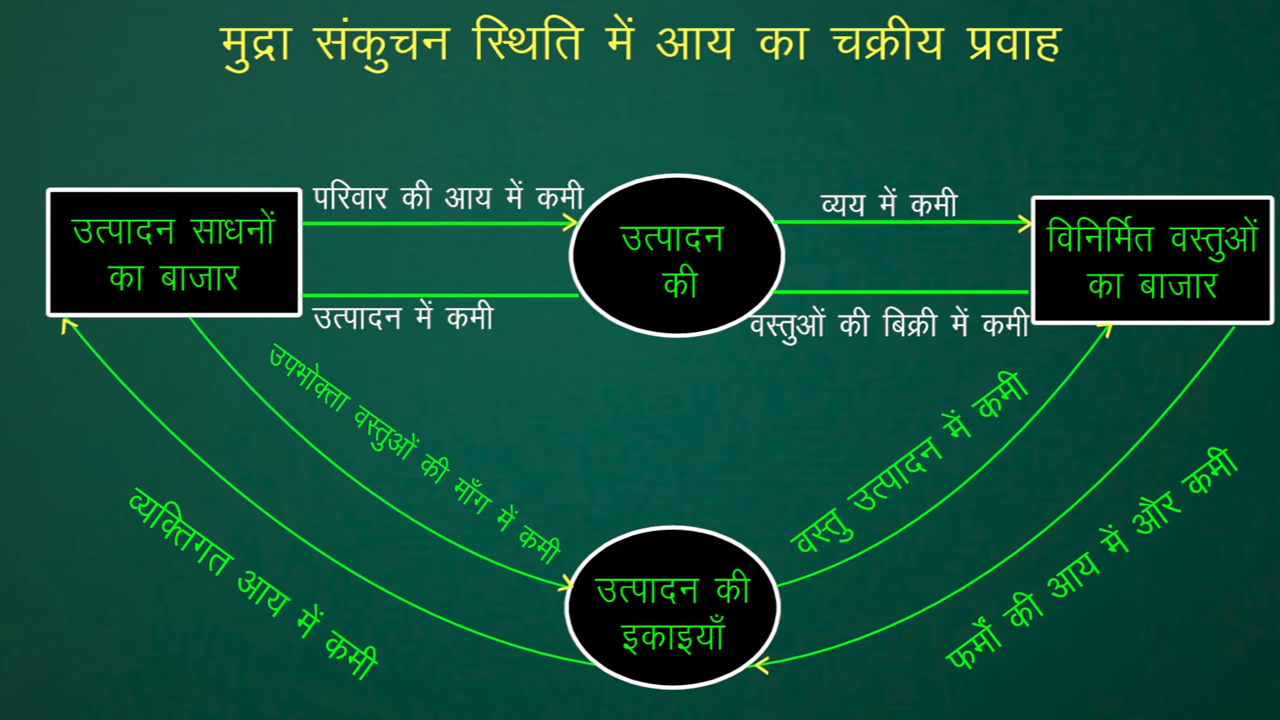 मुद्रा संकुचन स्थिति में आय का चक्रीय प्रवाह
उत्पादन साधनों
का बाजार
परिवार की आय में कमी
उत्पादन में कमी
उत्पादन
की
व्यय में कमी
वस्तुओं की बिक्री में कमी
विनिर्मित वस्तुओं
का बाजार
उपभोक्ता वस्तुओं की माँग में कमी
व्यक्तिगत आय में कमी
उत्पादन की
इकाइयाँ
वस्तु उत्पादन में कमी
फर्मों की आय में और कमी